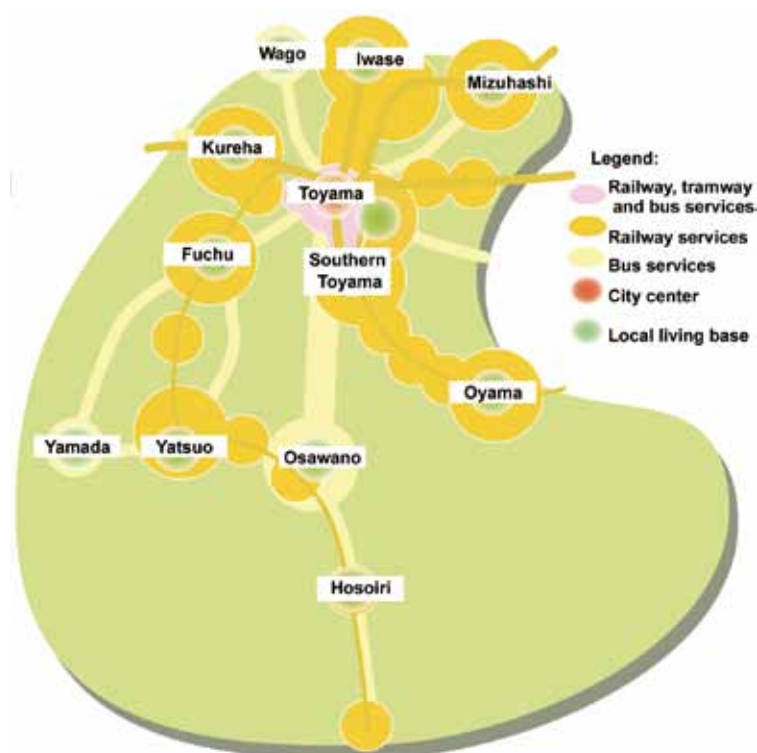 Wago
Iwase
Mizuhashi
Kureha
Toyama
Fuchu
Southern
Toyama
Oyama
Yamada
Yatsuo
Osawano
Hosoiri
Legend:
Railway, tramway
and bus services
Railway services
Bus services
City center
Local living base